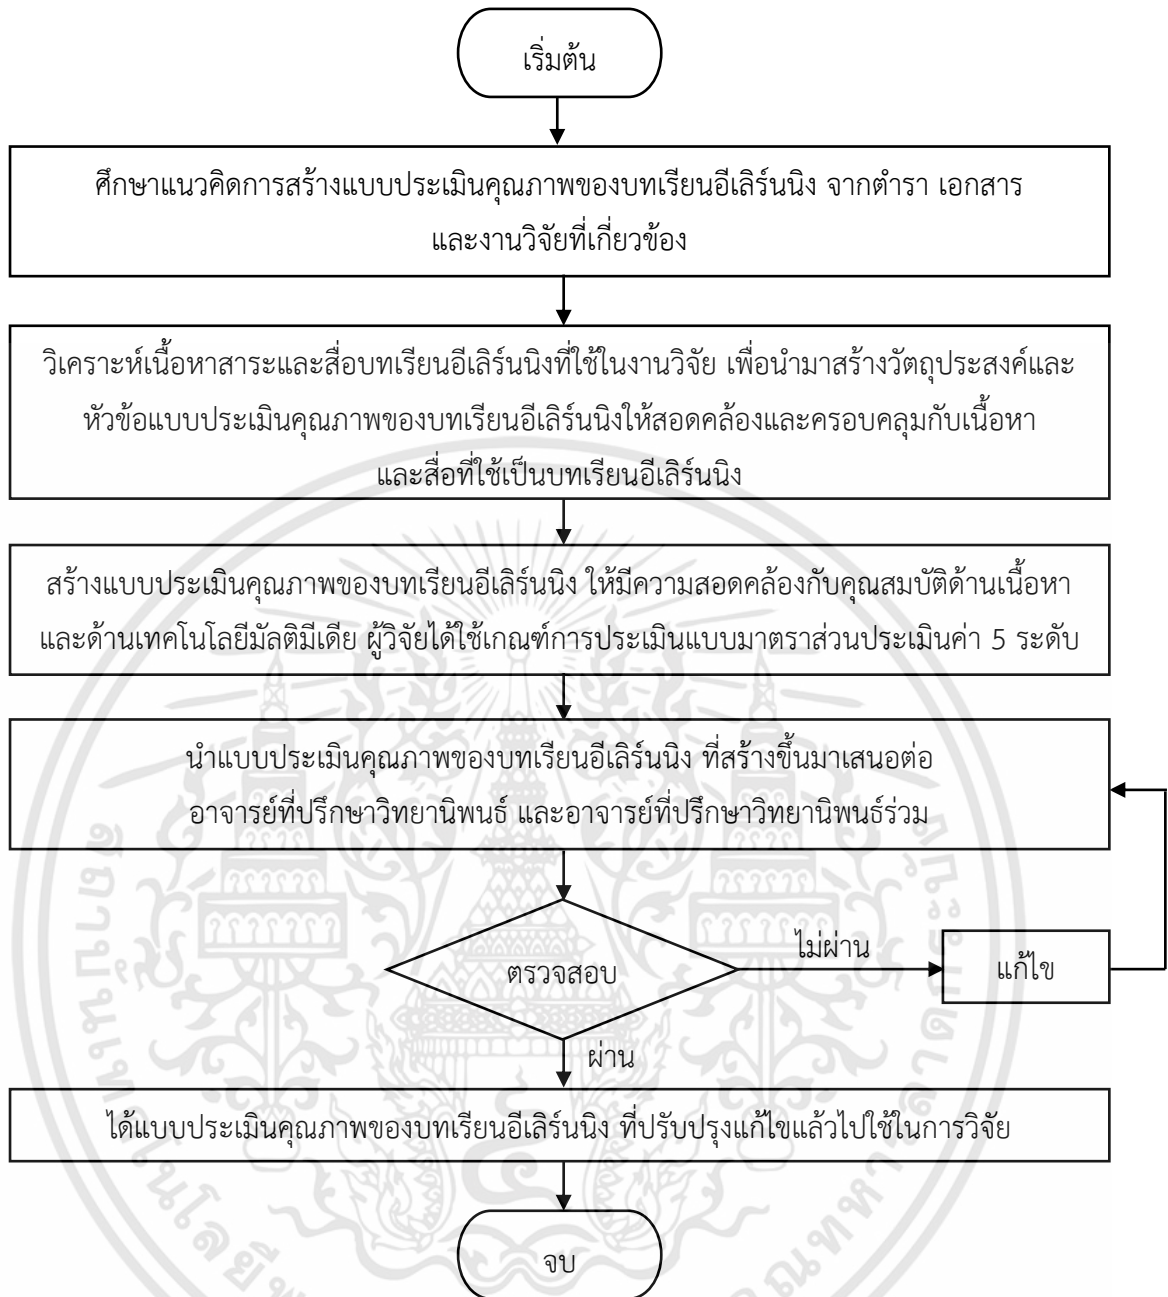 เริ่มต้น
ศึกษาแนวคิดการสร้างแบบประเมินคุณภาพของบทเรียนอีเลิร์นนิง จากตำรา เอกสาร
และงานวิจัยที่เกี่ยวข้อง
วิเคราะห์เนื้อหาสาระและสื่อบทเรียนอีเลิร์นนิงที่ใช้ในงานวิจัย เพื่อนำมาสร้างวัตถุประสงค์และ
หัวข้อแบบประเมินคุณภาพของบทเรียนอีเลิร์นนิงให้สอดคล้องและครอบคลุมกับเนื้อหา
และสื่อที่ใช้เป็นบทเรียนอีเลิร์นนิง
สร้างแบบประเมินคุณภาพของบทเรียนอีเลิร์นนิง ให้มีความสอดคล้องกับคุณสมบัติด้านเนื้อหา
และด้านเทคโนโลยีมัลติมีเดีย ผู้วิจัยได้ใช้เกณฑ์การประเมินแบบมาตราส่วนประเมินค่า 5 ระดับ
นำแบบประเมินคุณภาพของบทเรียนอีเลิร์นนิง ที่สร้างขึ้นมาเสนอต่อ
อาจารย์ที่ปรึกษาวิทยานิพนธ์ และอาจารย์ที่ปรึกษาวิทยานิพนธ์ร่วม
ตรวจสอบ
ไม่ผ่าน
แก้ไข
ผ่าน
ได้แบบประเมินคุณภาพของบทเรียนอีเลิร์นนิง ที่ปรับปรุงแก้ไขแล้วไปใช้ในการวิจัย
จบ